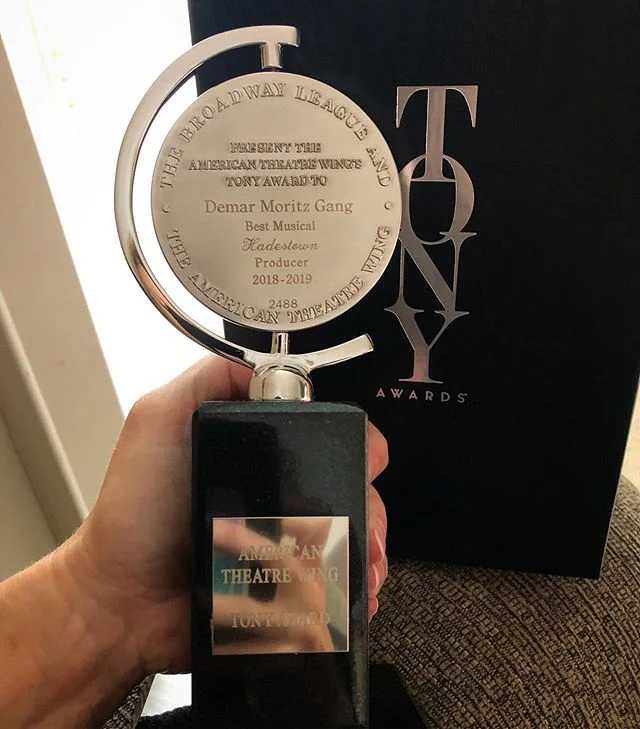 THE BROADWAY LEAGUE AND
PRESENT THE
AMERICAN THEATRE WING'S
TONY AWARD TO
Demar Moritz Gang
Best Musical
Hadestown
Producer
2018-2019
2488
THE AMERICAN THEATRE WING
TONY
AWARDS
AMERICAN
THEATRE WING
TONY AWARD